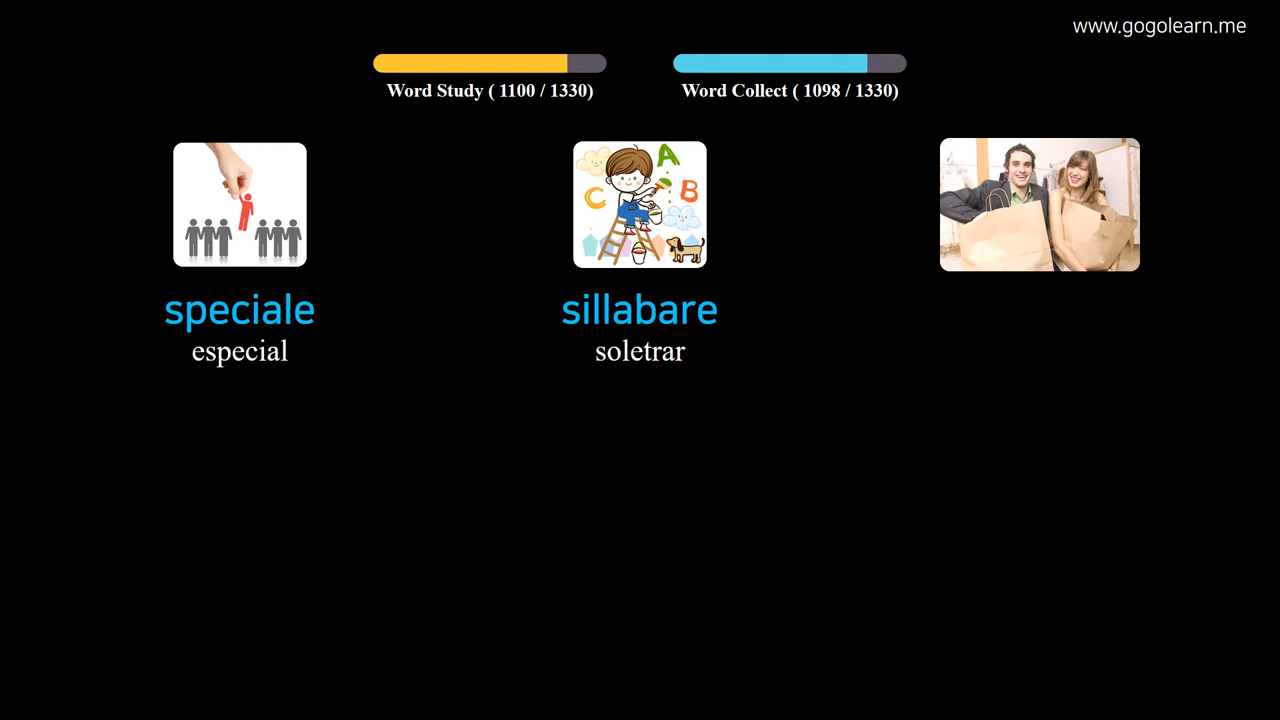 www.gogolearn.me
Word Study ( 1100 / 1330)
Word Collect ( 1098 / 1330)
A
B
C
speciale
especial
sillabare
soletrar